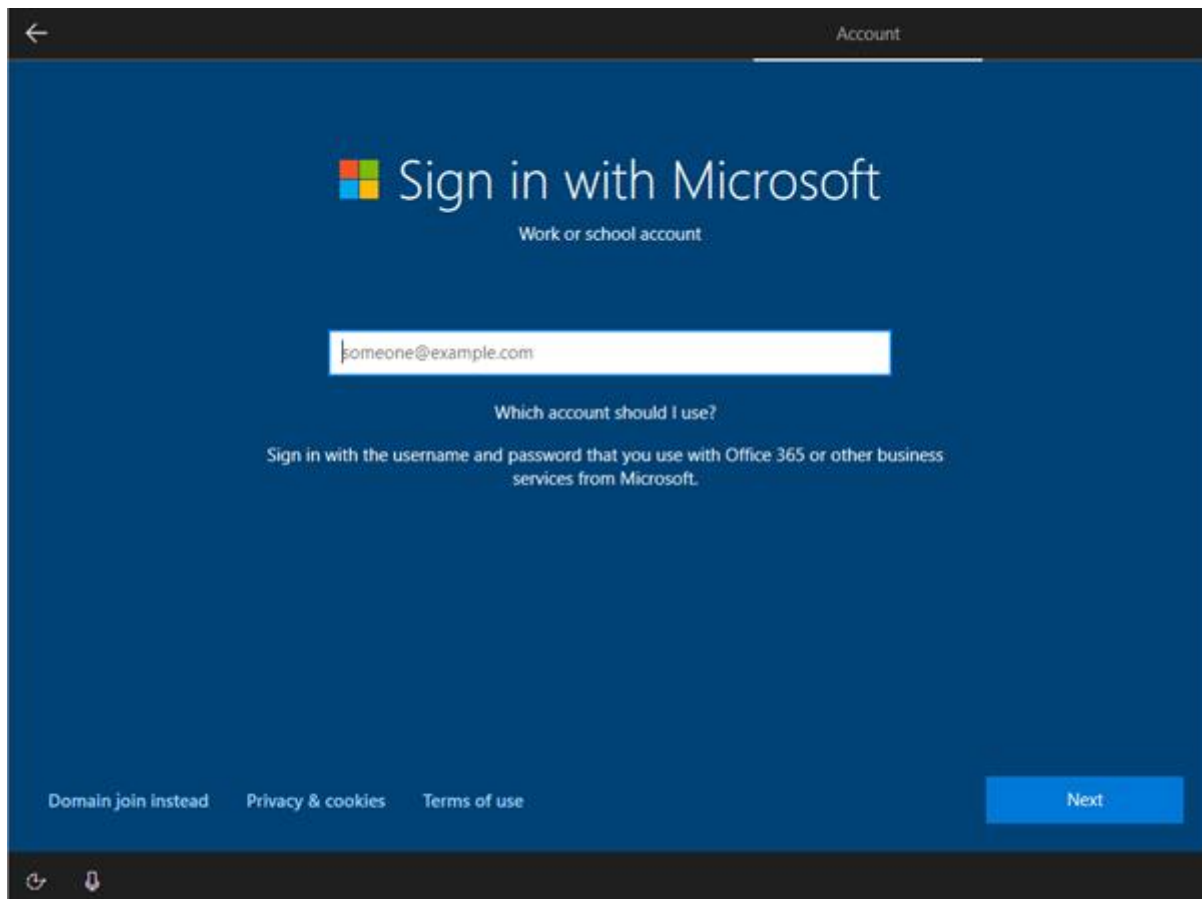 Account
Sign in with Microsoft
Work or school account
someone@example.com
Which account should I use?
Sign in with the username and password that you use with Office 365 or other business
services from Microsoft.
Domain join instead Privacy & cookies Terms of use Next